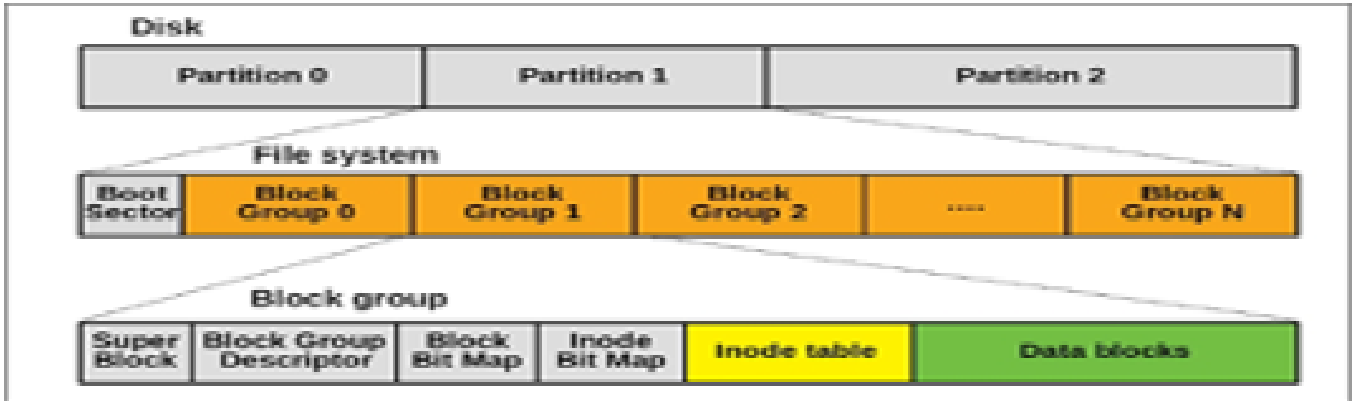 Disk
Partition 0 Partition 1 Partition 2
File system
Boot Block Block Block Block
Sector Group 0 Group 1 Group 2 .... Group N
Block group
Super Block Group Block Inode
Block Descriptor Bit Map Bit Map Inode table Data blocks